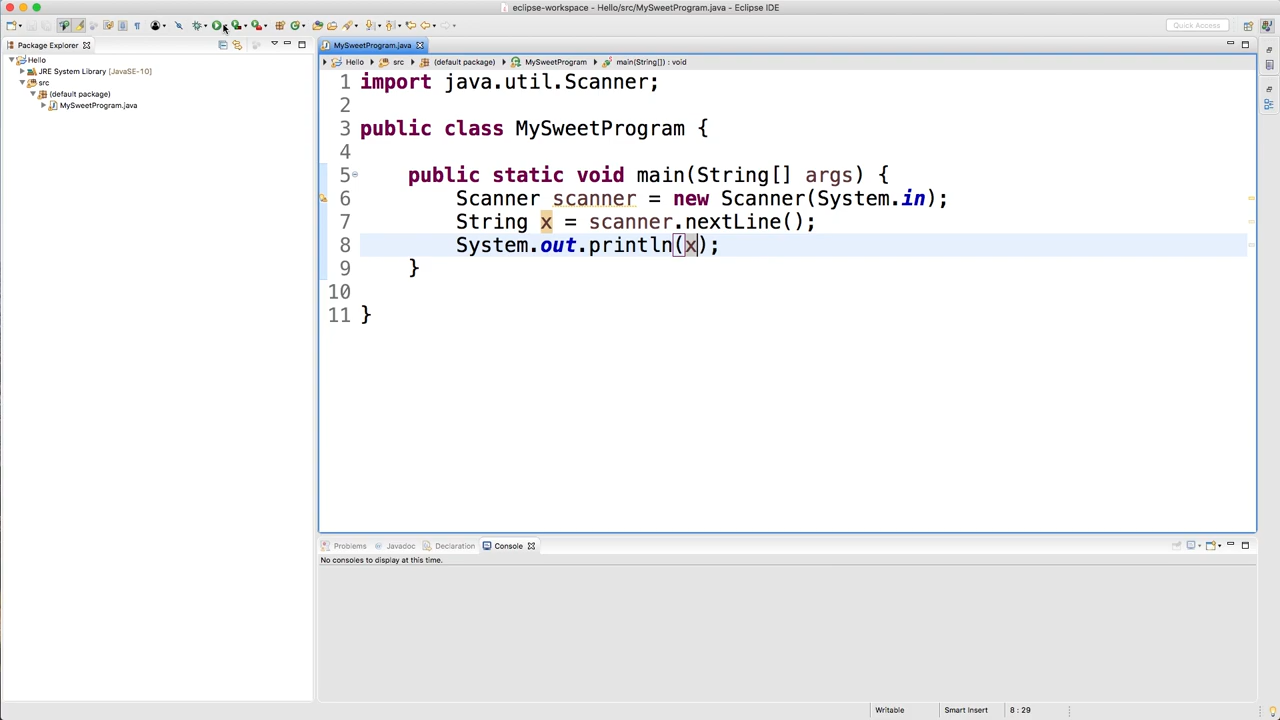 eclipse-workspace - Hello/src/MySweetProgram.java - Eclipse IDE
Quick Access
Package Explorer
MySweetProgram.java
Hello
src
(default package)
MySweetProgram
main(String[]) : void
Hello
JRE System Library [JavaSE-10]
src
(default package)
MySweetProgram.java
1 import java.util.Scanner;
2
3 public class MySweetProgram {
4
5 public static void main(String[] args) {
6 Scanner scanner = new Scanner(System.in);
7 String x = scanner.nextLine();
8 System.out.println(x);
9 }
10
11 }
Problems
Javadoc
Declaration
Console
No consoles to display at this time.
Writable
Smart Insert
8 : 29